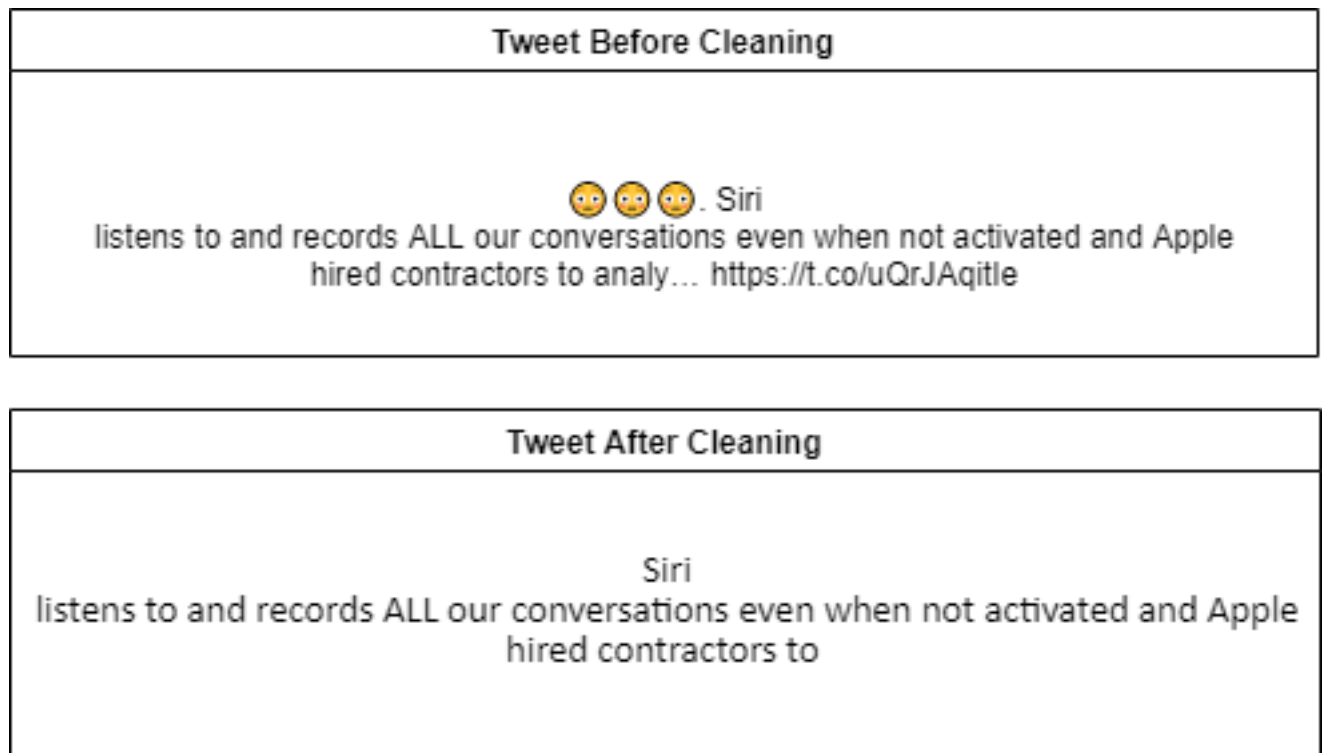 Tweet Before Cleaning
😳😳😳. Siri
listens to and records ALL our conversations even when not activated and Apple
hired contractors to analy… https://t.co/uQrJAqitle
Tweet After Cleaning
Siri
listens to and records ALL our conversations even when not activated and Apple
hired contractors to